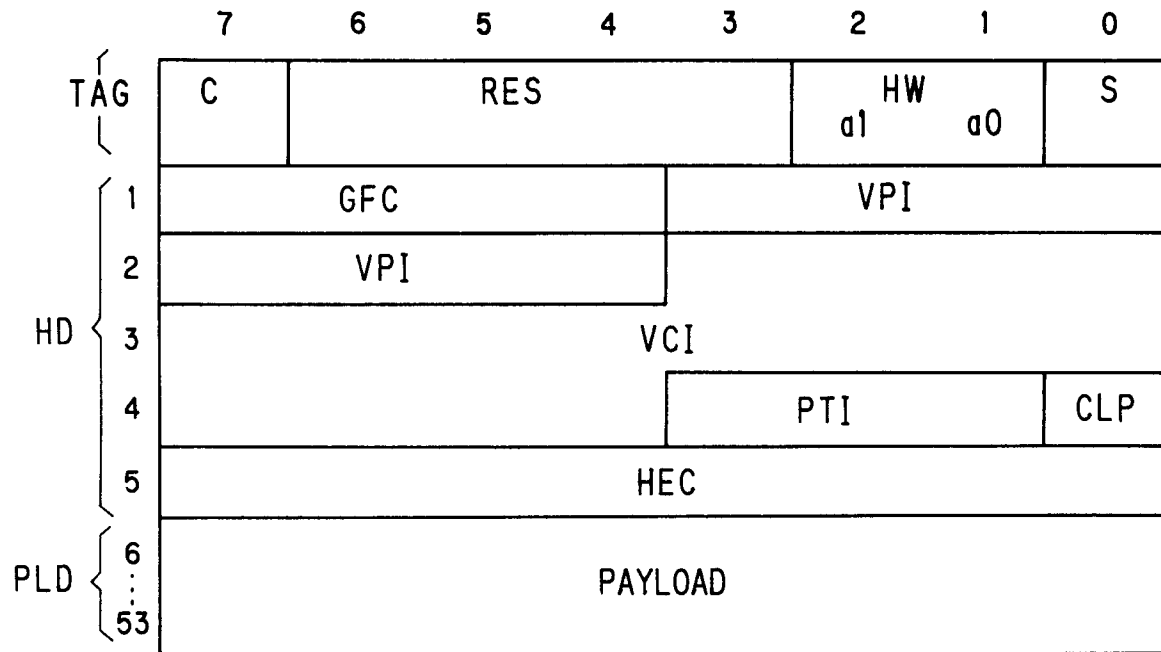 7 6 5 4 3 2 1 0
TAG C RES HW S
a1 a0
1 GFC VPI
2 VPI
HD 3 VCI
4 PTI CLP
5 HEC
6
PLD PAYLOAD
53